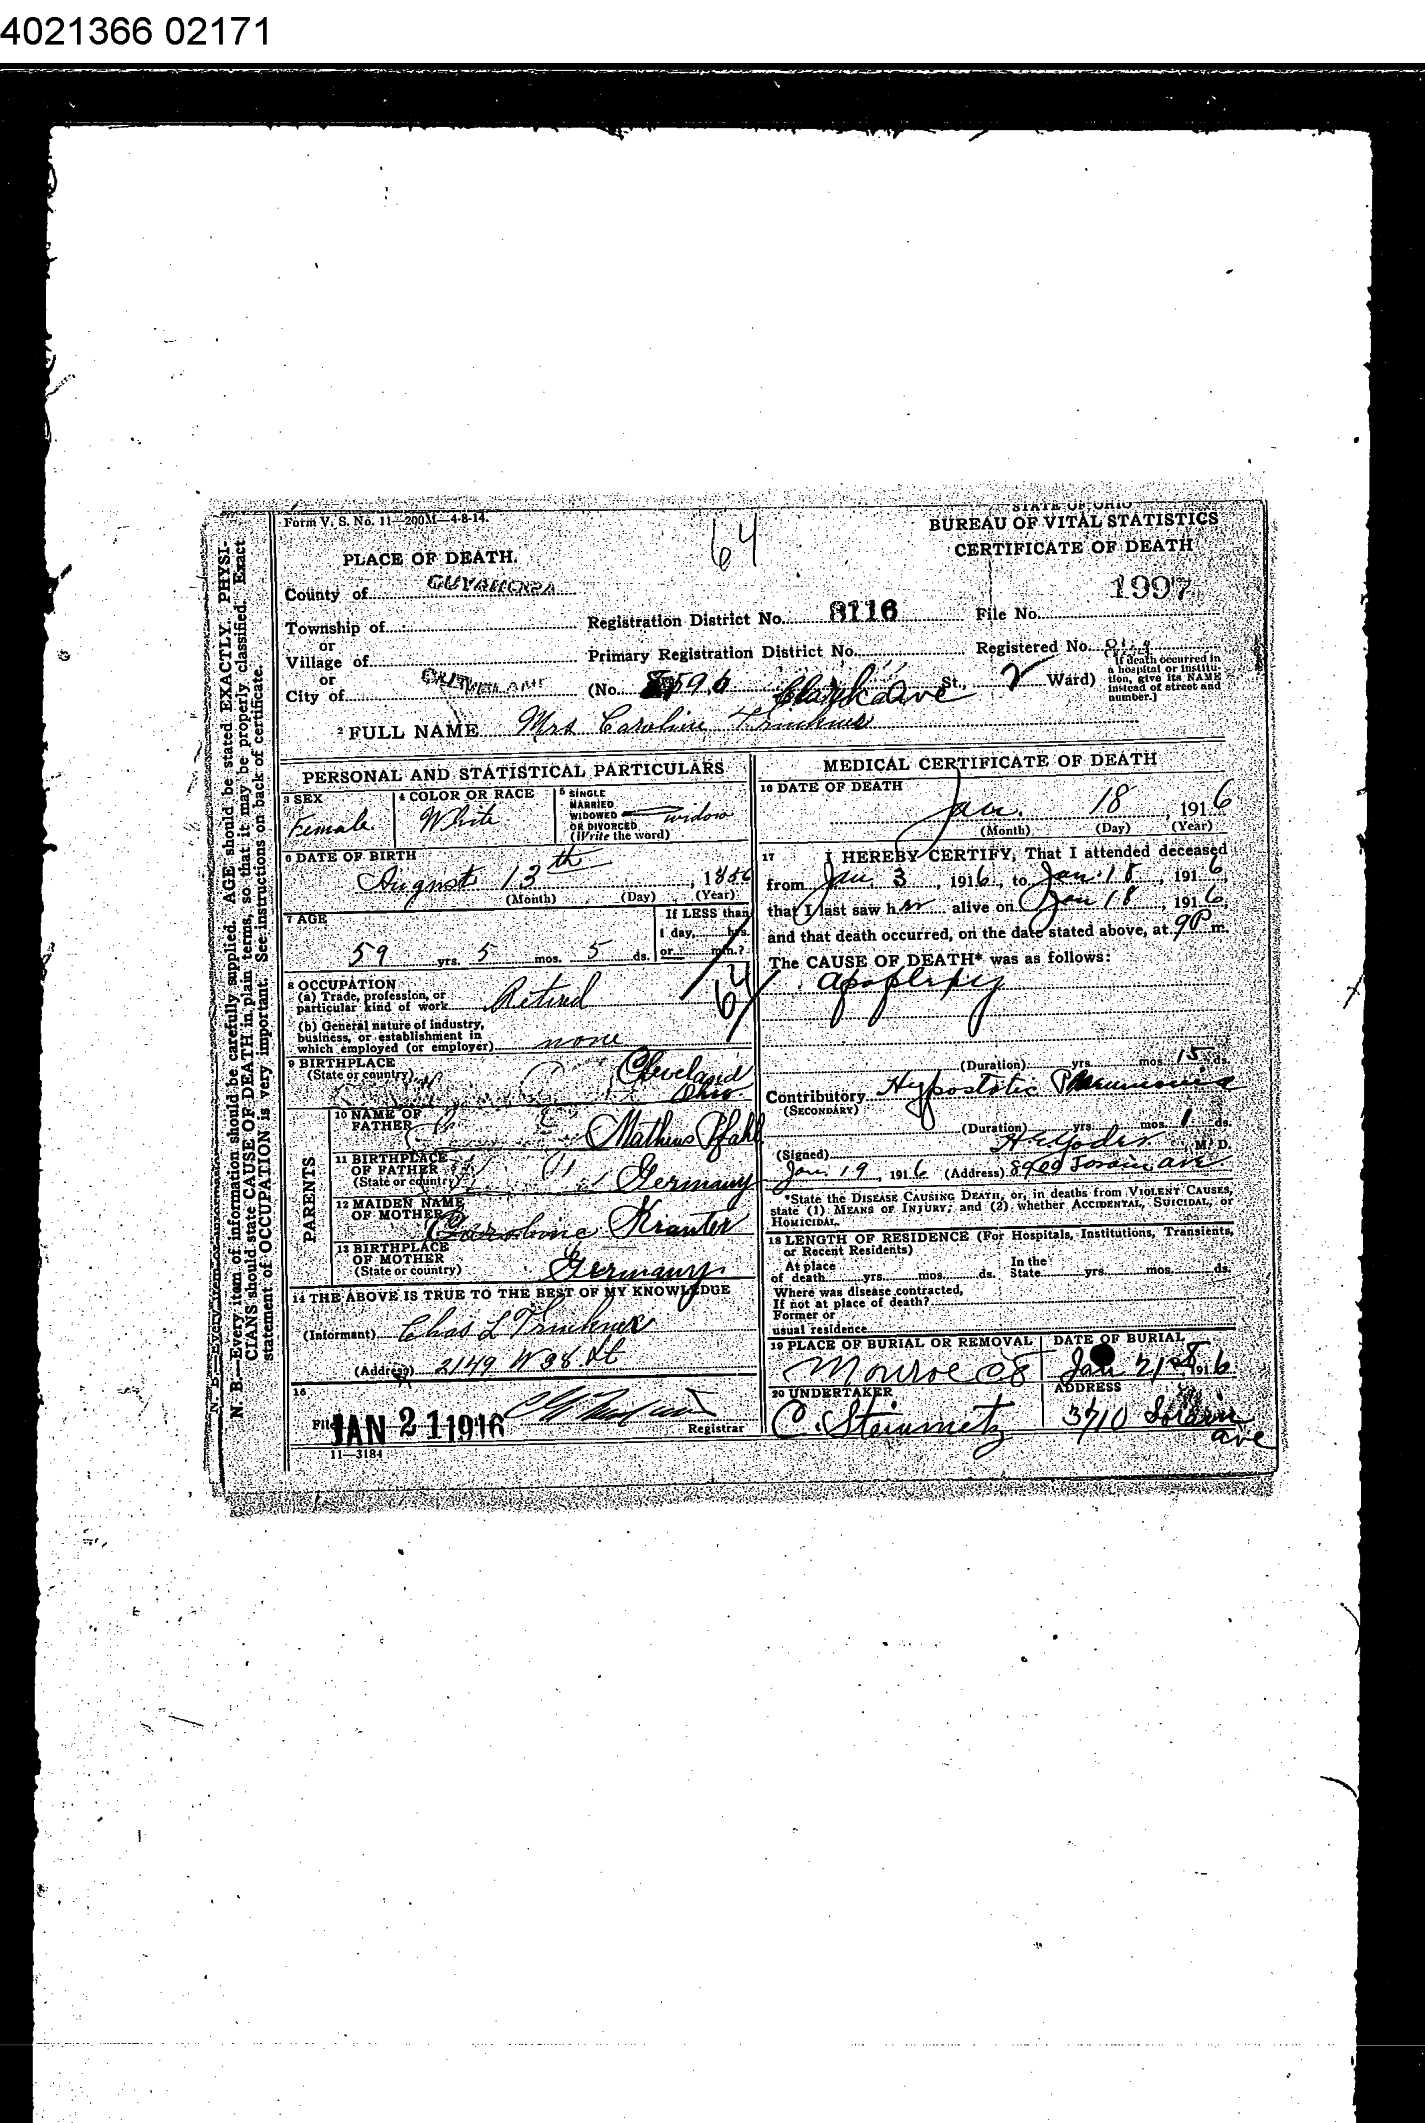 4021366 02171
Form V. S. No. 11—200M—4-8-14.
64
STATE OF OHIO
BUREAU OF VITAL STATISTICS
CERTIFICATE OF DEATH
PLACE OF DEATH.
County of CUYAHOGA
1997
Township of
Registration District No. 8116
File No.
or
Village of
Primary Registration District No.
Registered No.
or
City of CLEVELAND
(No. 5596 Clark Ave St., 2 Ward)
If death occurred in a hospital or institution, give its NAME instead of street and number.]
2 FULL NAME Mrs Caroline
PERSONAL AND STATISTICAL PARTICULARS
3 SEX
Female
4 COLOR OR RACE
White
5 SINGLE
MARRIED
WIDOWED
OR DIVORCED
(Write the word)
widow
6 DATE OF BIRTH
August 13th, 1856
(Month) (Day) (Year)
7 AGE
59 yrs. 5 mos. 5 ds.
If LESS than
1 day, hrs.
or min.?
64
8 OCCUPATION
(a) Trade, profession, or
particular kind of work Retired
(b) General nature of industry,
business, or establishment in
which employed (or employer) none
9 BIRTHPLACE
(State or country)
Cleveland
Ohio
PARENTS
10 NAME OF
FATHER
Mathius Pfahl
11 BIRTHPLACE
OF FATHER
(State or country)
Germany
12 MAIDEN NAME
OF MOTHER
Caroline Kranter
13 BIRTHPLACE
OF MOTHER
(State or country)
Germany
14 THE ABOVE IS TRUE TO THE BEST OF MY KNOWLEDGE
(Informant) Chas L
(Address) 2149 W 38 St
15
Filed JAN 21 1916
Registrar
11—3184
MEDICAL CERTIFICATE OF DEATH
16 DATE OF DEATH
Jan. 18, 1916
(Month) (Day) (Year)
17 I HEREBY CERTIFY, That I attended deceased
from Jan. 3, 1916, to Jan. 18, 1916,
that I last saw her alive on Jan 18, 1916,
and that death occurred, on the date stated above, at 9 P m.
The CAUSE OF DEATH* was as follows:
Apoplexy
(Duration) yrs. mos. 15 ds.
Contributory Hypostatic Pneumonia
(SECONDARY)
(Duration) yrs. mos. 1 ds.
(Signed) H E Yoder M. D.
Jan. 19, 1916 (Address) 8900 Lorain ave.
*State the DISEASE CAUSING DEATH, or, in deaths from VIOLENT CAUSES,
state (1) MEANS OF INJURY; and (2) whether ACCIDENTAL, SUICIDAL, or
HOMICIDAL.
18 LENGTH OF RESIDENCE (For Hospitals, Institutions, Transients,
or Recent Residents)
At place In the
of death yrs. mos. ds. State yrs. mos. ds.
Where was disease contracted,
If not at place of death?
Former or
usual residence
19 PLACE OF BURIAL OR REMOVAL
Monroe
DATE OF BURIAL
Jan 21st 1916
20 UNDERTAKER
C. Steinmetz
ADDRESS
3710 Lorain
ave
N. B.—Every item of information should be carefully supplied. AGE should be stated EXACTLY. PHYSI-
CIANS should state CAUSE OF DEATH in plain terms, so that it may be properly classified. Exact
statement of OCCUPATION is very important. See instructions on back of certificate.